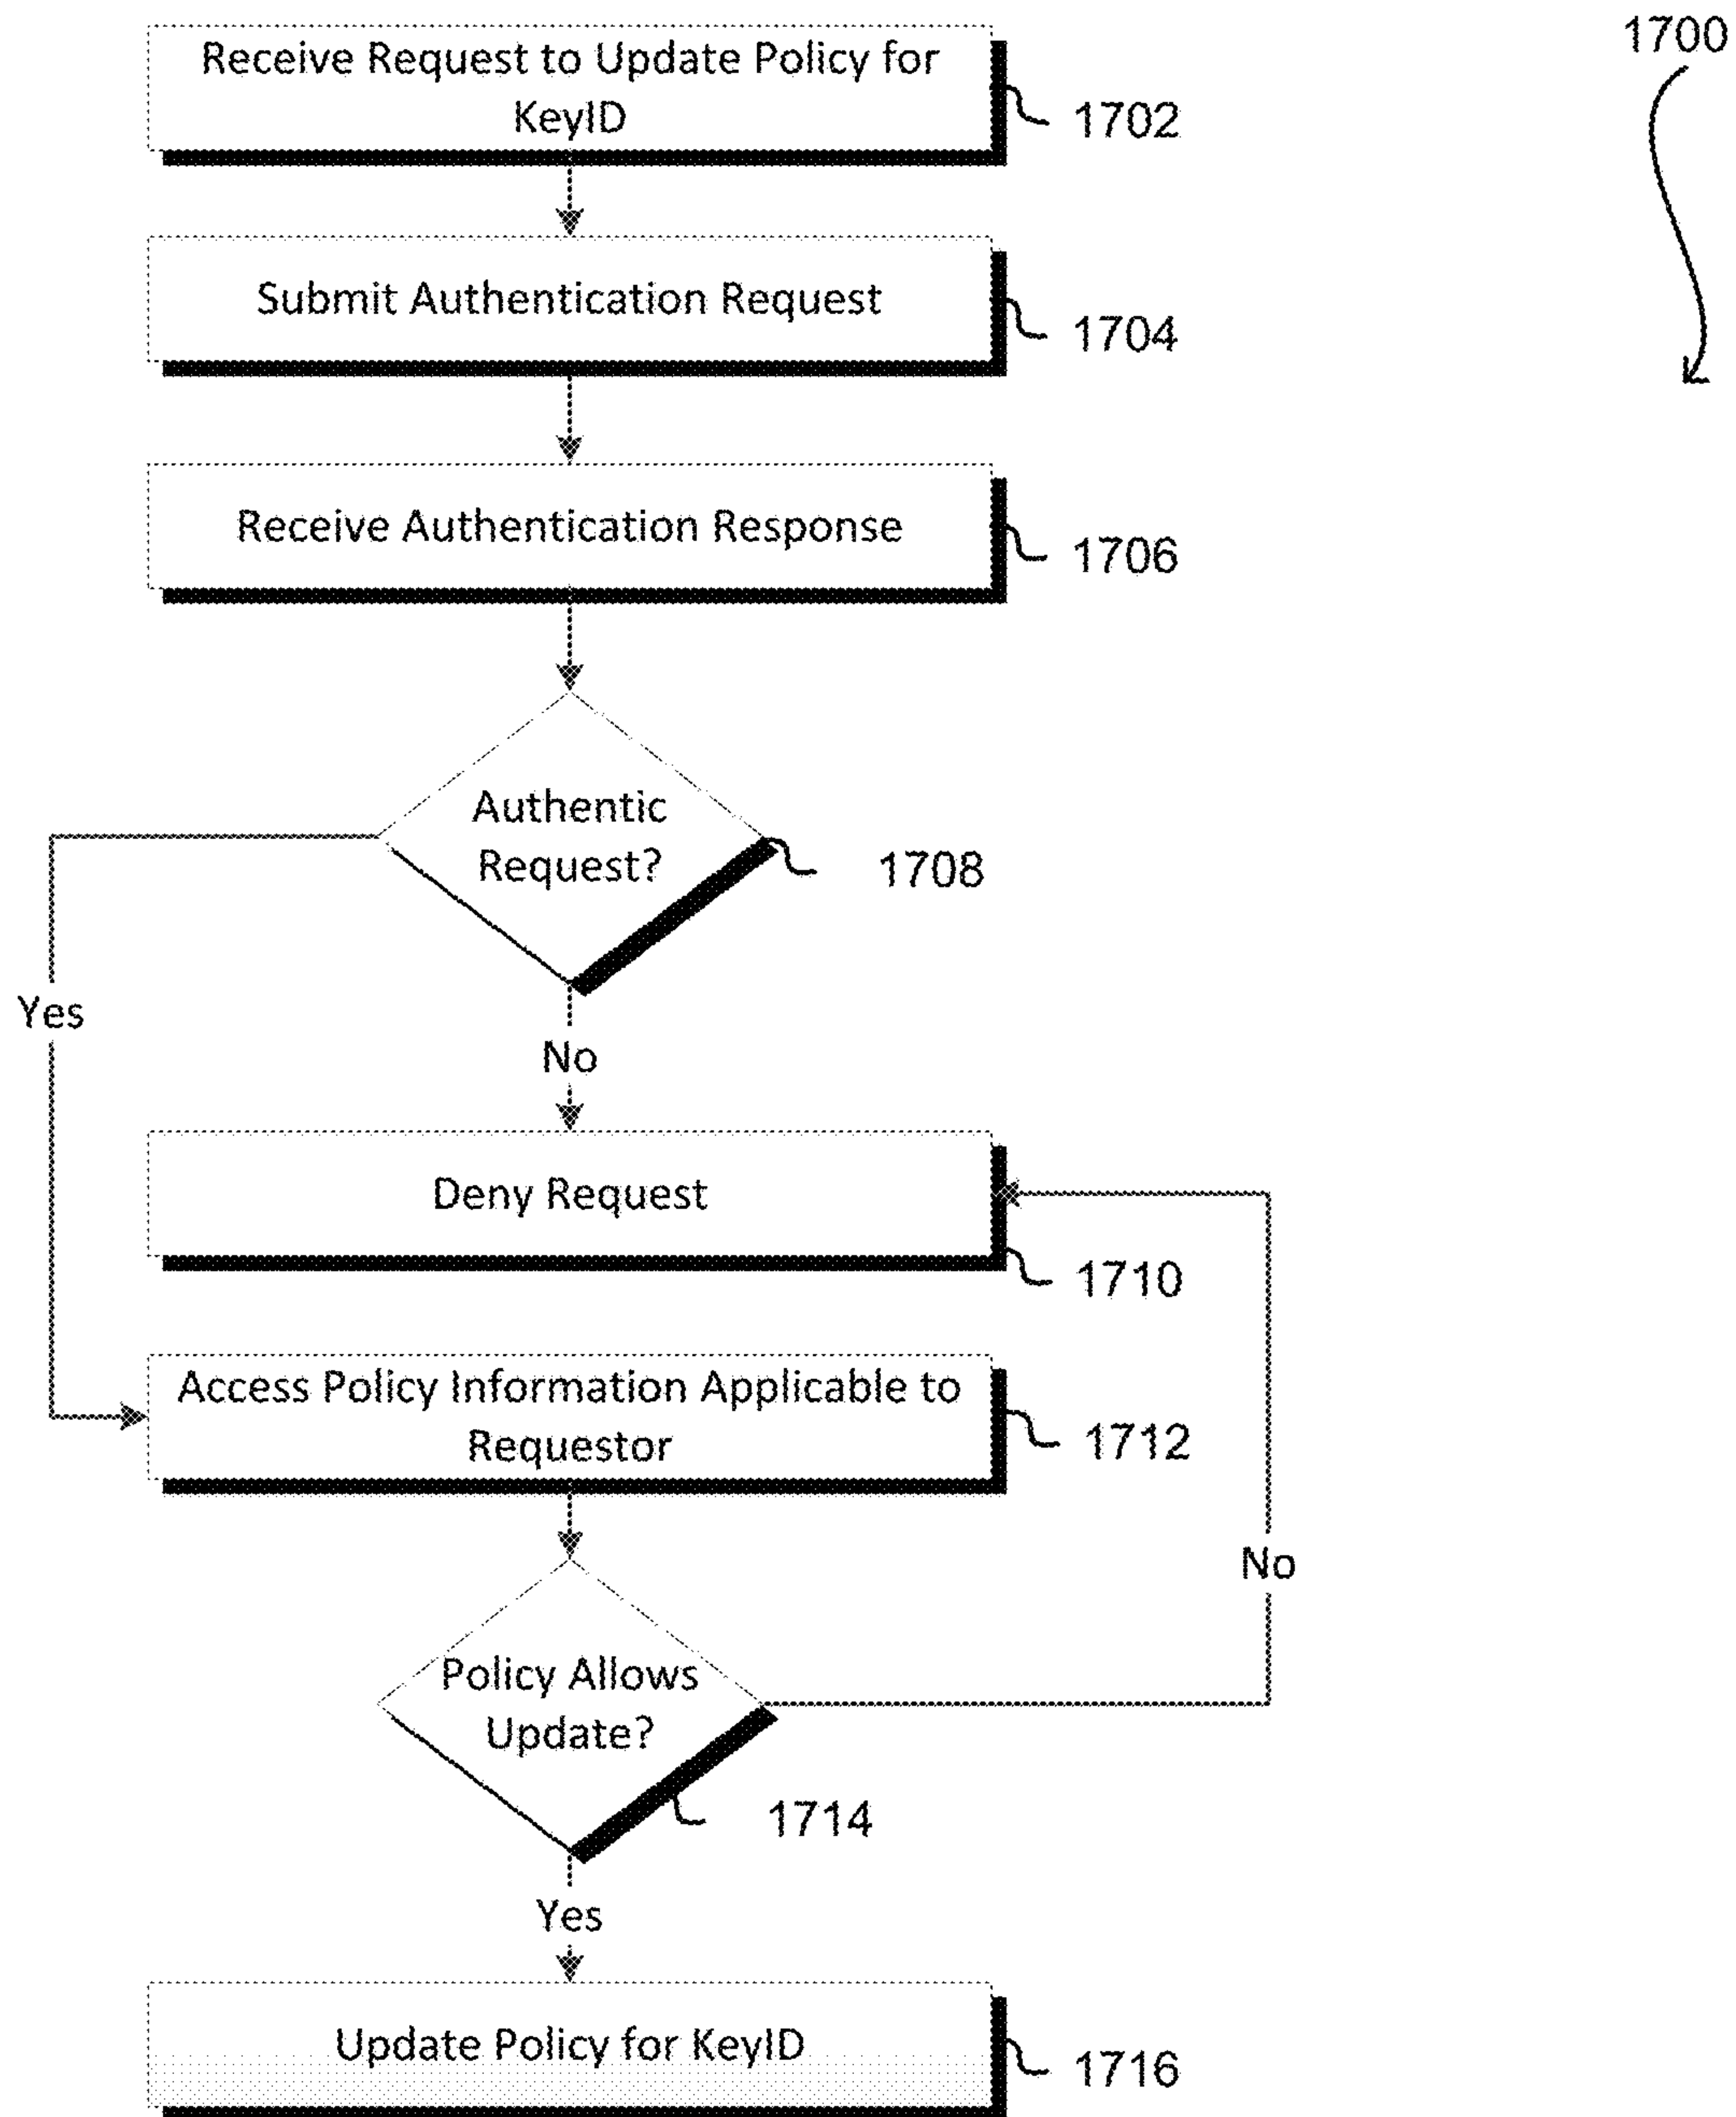 1700
Receive Request to Update Policy for
KeyID
1702
Submit Authentication Request
1704
Receive Authentication Response
1706
Authentic
Request?
1708
Yes
No
Deny Request
1710
Access Policy Information Applicable to
Requestor
1712
No
Policy Allows
Update?
1714
Yes
Update Policy for KeyID
1716